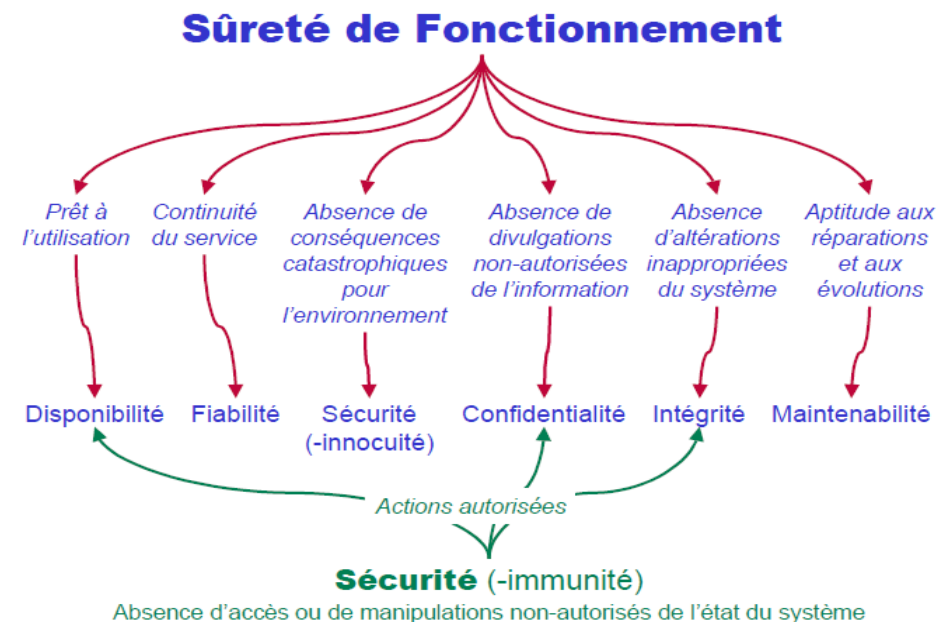 Sûreté de Fonctionnement
Prêt à
l'utilisation
Continuité
du service
Absence de
conséquences
catastrophiques
pour
l'environnement
Absence de
divulgations
non-autorisées
de l'information
Absence
d'altérations
inappropriées
du système
Aptitude aux
réparations
et aux
évolutions
Disponibilité
Fiabilité
Sécurité
(-innocuité)
Confidentialité
Intégrité
Maintenabilité
Actions autorisées
Sécurité (-immunité)
Absence d'accès ou de manipulations non-autorisés de l'état du système